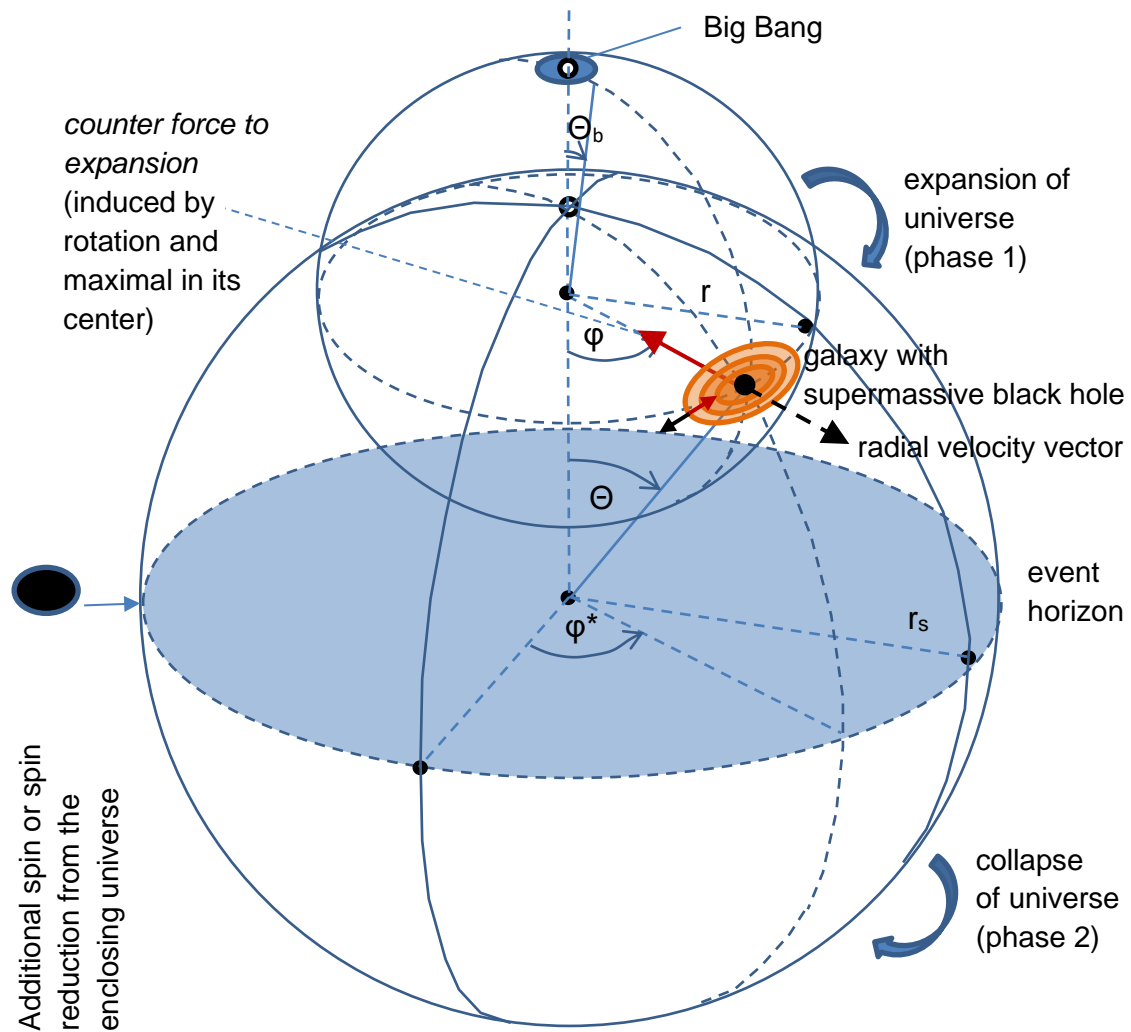 Big Bang
counter force to
expansion
(induced by
rotation and
maximal in its
center)
Θb
expansion of
universe
(phase 1)
r
φ
galaxy with
supermassive black hole
radial velocity vector
Θ
event
horizon
rs
φ*
Additional spin or spin
reduction from the
enclosing universe
collapse
of universe
(phase 2)